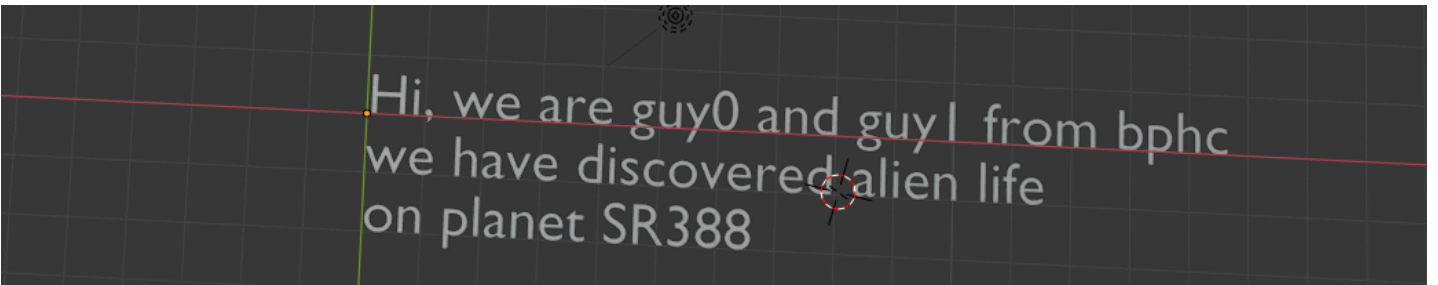 Hi, we are guy0 and guy1 from bphc
we have discovered alien life
on planet SR388